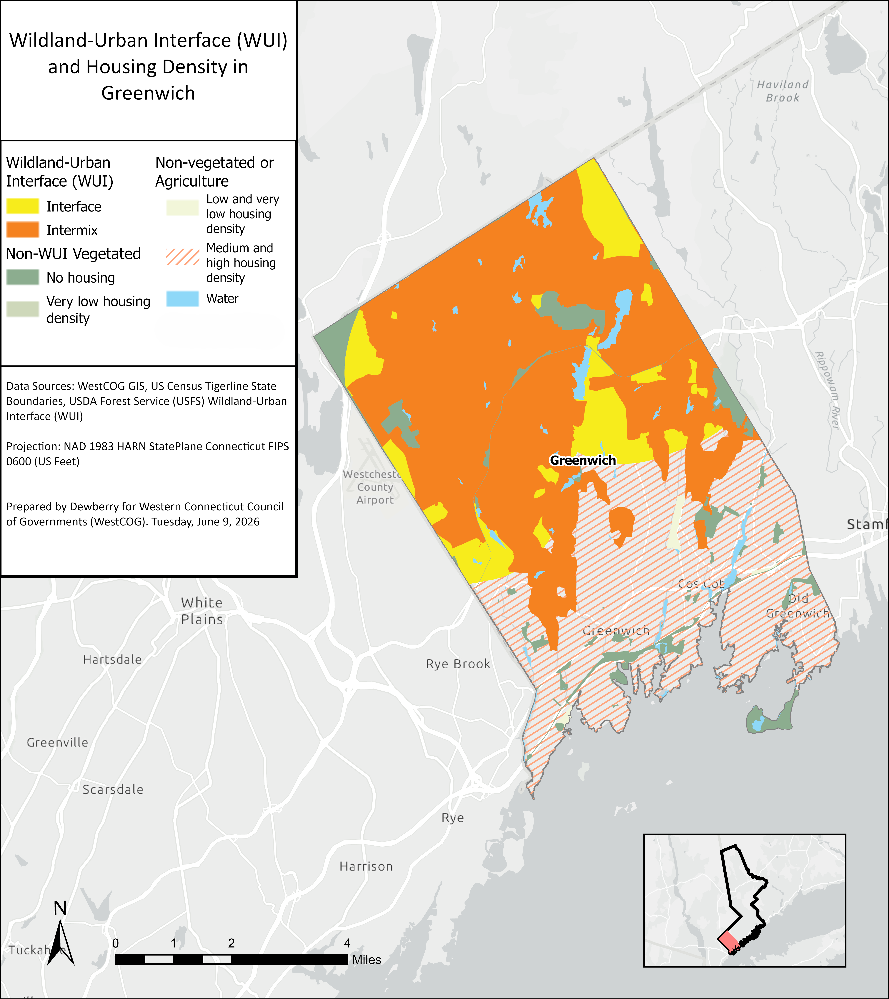 Wildland-Urban Interface (WUI)
and Housing Density in
Greenwich
Wildland-Urban
Interface (WUI)
Interface
Intermix
Non-WUI Vegetated
No housing
Very low housing
density
Non-vegetated or
Agriculture
Low and very
low housing
density
Medium and
high housing
density
Water
Data Sources: WestCOG GIS, US Census Tigerline State
Boundaries, USDA Forest Service (USFS) Wildland-Urban
Interface (WUI)
Projection: NAD 1983 HARN StatePlane Connecticut FIPS
0600 (US Feet)
Prepared by Dewberry for Western Connecticut Council
of Governments (WestCOG). Tuesday, June 9, 2026
Haviland
Brook
Rippowam River
Greenwich
Westcheste
County
Airport
Stamf
Cos Cob
Old
Greenwich
Greenwich
White
Plains
Hartsdale
Rye Brook
Greenville
Scarsdale
Rye
Harrison
N
Tuckahoe
0 1 2 4
Miles